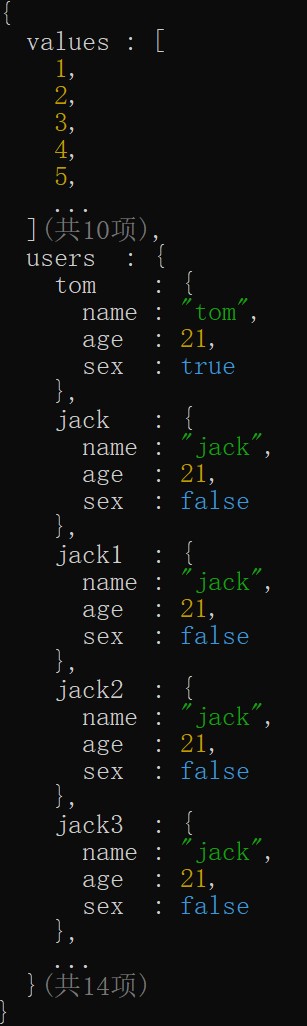 {
  values : [
    1,
    2,
    3,
    4,
    5,
    ...
  ](共10项),
  users  : {
    tom    : {
      name : "tom",
      age  : 21,
      sex  : true
    },
    jack   : {
      name : "jack",
      age  : 21,
      sex  : false
    },
    jack1  : {
      name : "jack",
      age  : 21,
      sex  : false
    },
    jack2  : {
      name : "jack",
      age  : 21,
      sex  : false
    },
    jack3  : {
      name : "jack",
      age  : 21,
      sex  : false
    },
    ...
  }(共14项)
}